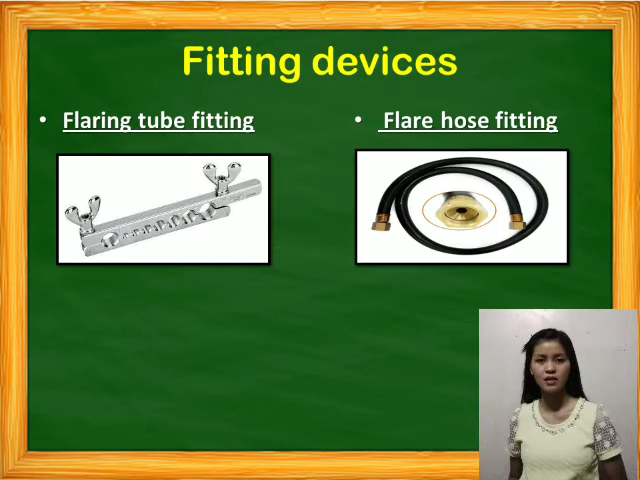 Fitting devices
• Flaring tube fitting
• Flare hose fitting